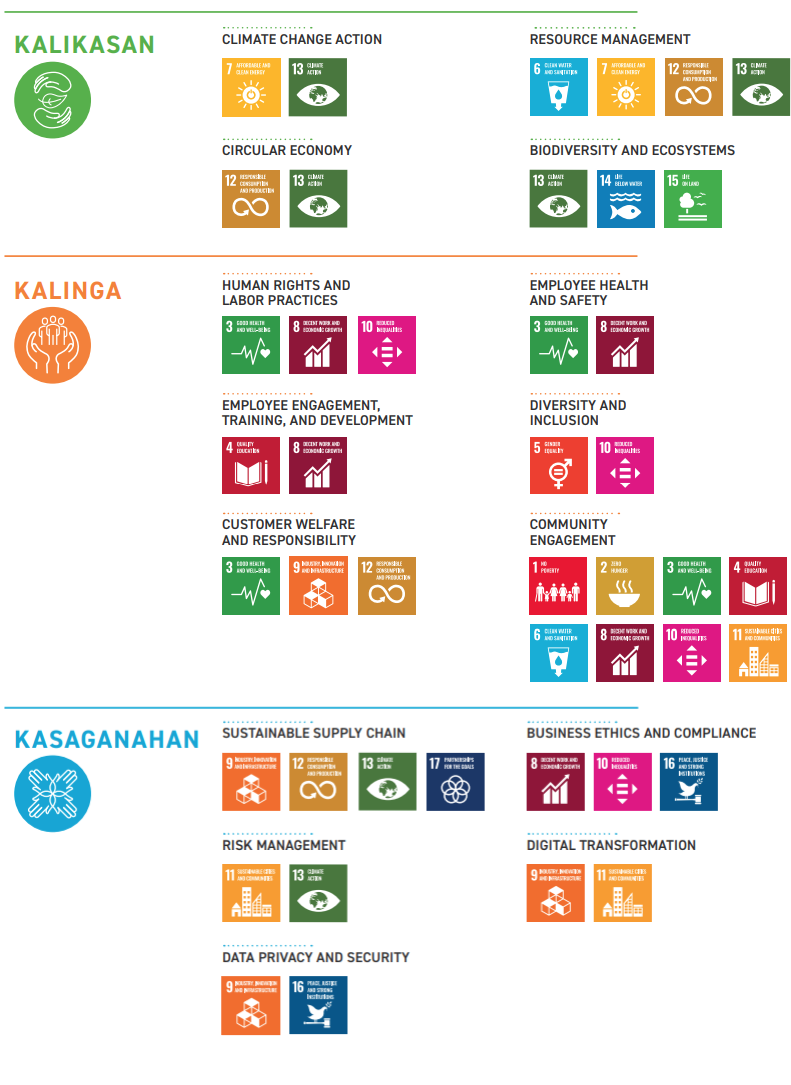 KALIKASAN
CLIMATE CHANGE ACTION
7 AFFORDABLE AND
CLEAN ENERGY
13 CLIMATE
ACTION
RESOURCE MANAGEMENT
6 CLEAN WATER
AND SANITATION
7 AFFORDABLE AND
CLEAN ENERGY
12 RESPONSIBLE
CONSUMPTION
AND PRODUCTION
13 CLIMATE
ACTION
CIRCULAR ECONOMY
12 RESPONSIBLE
CONSUMPTION
AND PRODUCTION
13 CLIMATE
ACTION
BIODIVERSITY AND ECOSYSTEMS
13 CLIMATE
ACTION
14 LIFE
BELOW WATER
15 LIFE
ON LAND
KALINGA
HUMAN RIGHTS AND
LABOR PRACTICES
3 GOOD HEALTH
AND WELL-BEING
8 DECENT WORK AND
ECONOMIC GROWTH
10 REDUCED
INEQUALITIES
EMPLOYEE HEALTH
AND SAFETY
3 GOOD HEALTH
AND WELL-BEING
8 DECENT WORK AND
ECONOMIC GROWTH
EMPLOYEE ENGAGEMENT,
TRAINING, AND DEVELOPMENT
4 QUALITY
EDUCATION
8 DECENT WORK AND
ECONOMIC GROWTH
DIVERSITY AND
INCLUSION
5 GENDER
EQUALITY
10 REDUCED
INEQUALITIES
CUSTOMER WELFARE
AND RESPONSIBILITY
3 GOOD HEALTH
AND WELL-BEING
9 INDUSTRY, INNOVATION
AND INFRASTRUCTURE
12 RESPONSIBLE
CONSUMPTION
AND PRODUCTION
COMMUNITY
ENGAGEMENT
1 NO
POVERTY
2 ZERO
HUNGER
3 GOOD HEALTH
AND WELL-BEING
4 QUALITY
EDUCATION
6 CLEAN WATER
AND SANITATION
8 DECENT WORK AND
ECONOMIC GROWTH
10 REDUCED
INEQUALITIES
11 SUSTAINABLE CITIES
AND COMMUNITIES
KASAGANAHAN
SUSTAINABLE SUPPLY CHAIN
9 INDUSTRY, INNOVATION
AND INFRASTRUCTURE
12 RESPONSIBLE
CONSUMPTION
AND PRODUCTION
13 CLIMATE
ACTION
17 PARTNERSHIPS
FOR THE GOALS
BUSINESS ETHICS AND COMPLIANCE
8 DECENT WORK AND
ECONOMIC GROWTH
10 REDUCED
INEQUALITIES
16 PEACE, JUSTICE
AND STRONG
INSTITUTIONS
RISK MANAGEMENT
11 SUSTAINABLE CITIES
AND COMMUNITIES
13 CLIMATE
ACTION
DIGITAL TRANSFORMATION
9 INDUSTRY, INNOVATION
AND INFRASTRUCTURE
11 SUSTAINABLE CITIES
AND COMMUNITIES
DATA PRIVACY AND SECURITY
9 INDUSTRY, INNOVATION
AND INFRASTRUCTURE
16 PEACE, JUSTICE
AND STRONG
INSTITUTIONS